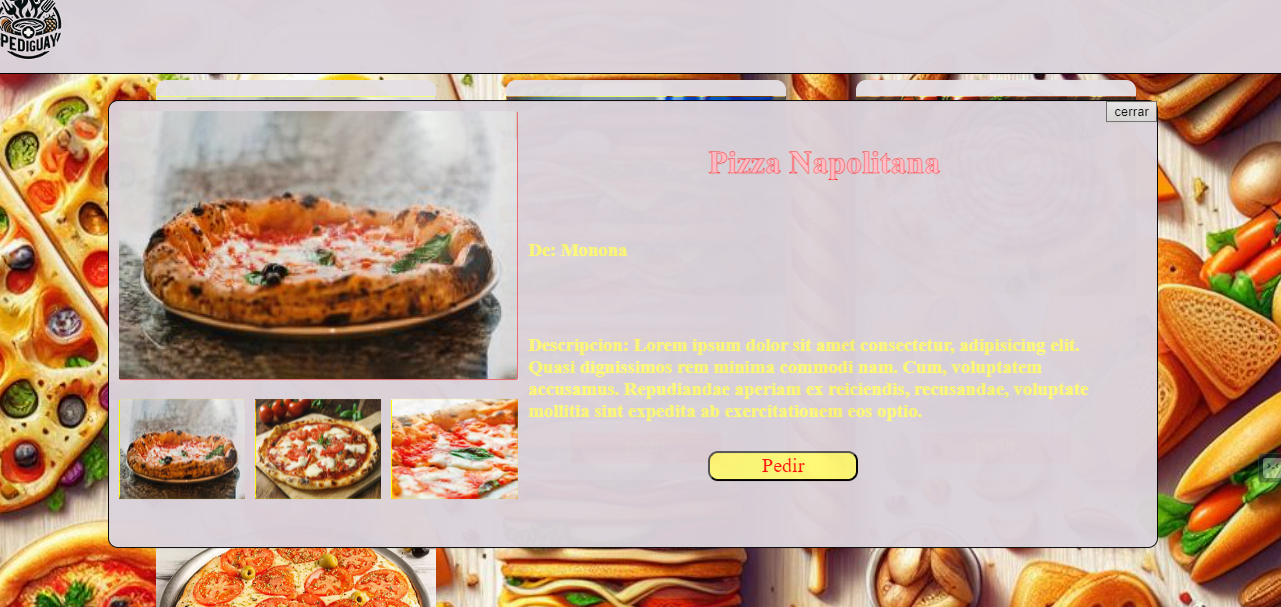 PEDIGUAY
cerrar
Pizza Napolitana
De: Monona
Descripcion: Lorem ipsum dolor sit amet consectetur, adipisicing elit.
Quasi dignissimos rem minima commodi nam. Cum, voluptatem
accusamus. Repudiandae aperiam ex reiciendis, recusandae, voluptate
mollitia sint expedita ab exercitationem eos optio.
Pedir
>>